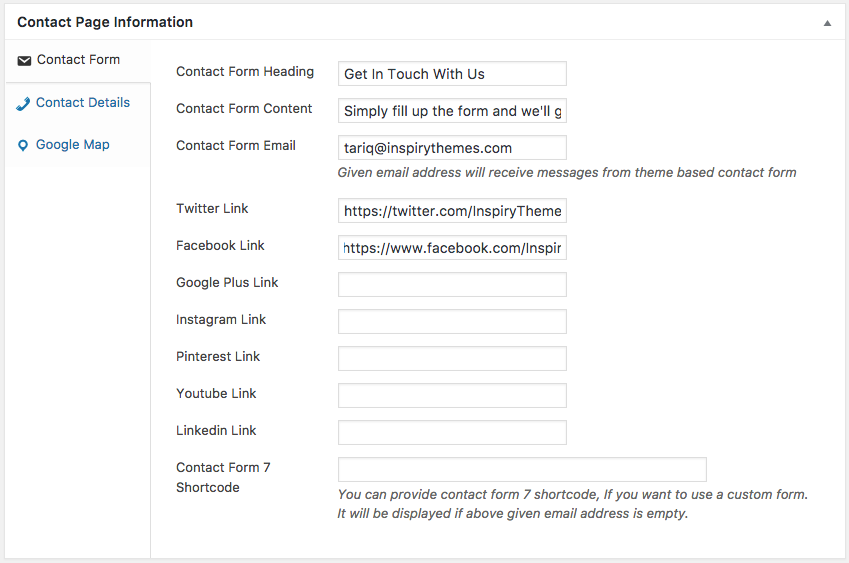 Contact Page Information
Contact Form
Contact Details
Google Map
Contact Form Heading
Get In Touch With Us
Contact Form Content
Simply fill up the form and we'll g
Contact Form Email
tariq@inspirythemes.com
Given email address will receive messages from theme based contact form
Twitter Link
https://twitter.com/InspiryTheme
Facebook Link
https://www.facebook.com/Inspir
Google Plus Link
Instagram Link
Pinterest Link
Youtube Link
Linkedin Link
Contact Form 7
Shortcode
You can provide contact form 7 shortcode, If you want to use a custom form.
It will be displayed if above given email address is empty.